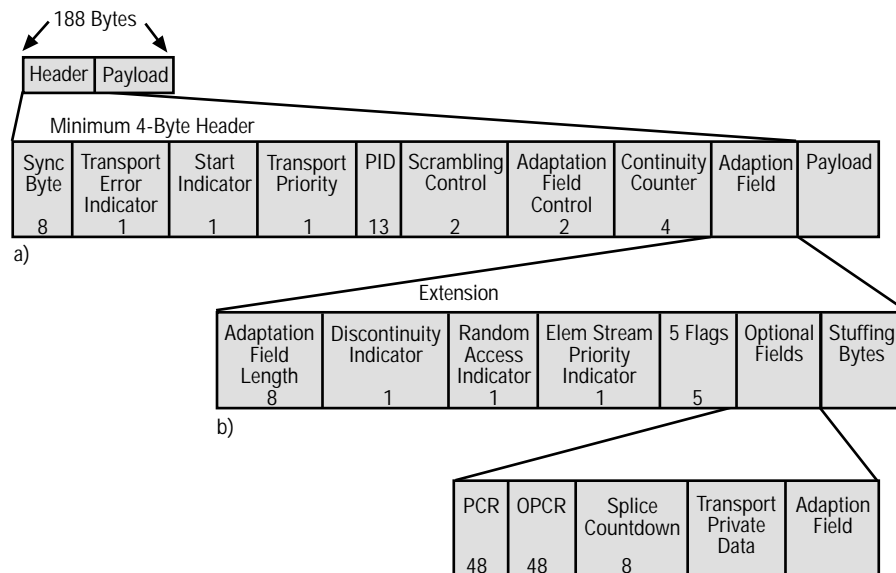 188 Bytes
Header Payload
Minimum 4-Byte Header
Sync Byte 8
Transport Error Indicator 1
Start Indicator 1
Transport Priority 1
PID 13
Scrambling Control 2
Adaptation Field Control 2
Continuity Counter 4
Adaption Field
Payload
a)
Extension
Adaptation Field Length 8
Discontinuity Indicator 1
Random Access Indicator 1
Elem Stream Priority Indicator 1
5 Flags 5
Optional Fields
Stuffing Bytes
b)
PCR 48
OPCR 48
Splice Countdown 8
Transport Private Data
Adaption Field